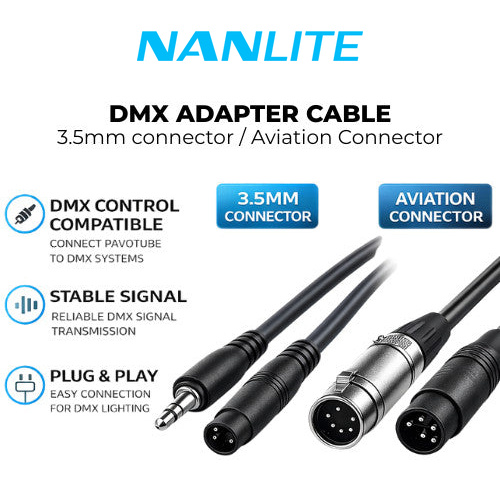 NANLITE
DMX ADAPTER CABLE
3.5mm connector / Aviation Connector
DMX CONTROL
COMPATIBLE
CONNECT PAVOTUBE
TO DMX SYSTEMS
STABLE SIGNAL
RELIABLE DMX SIGNAL
TRANSMISSION
PLUG & PLAY
EASY CONNECTION
FOR DMX LIGHTING
3.5MM
CONNECTOR
AVIATION
CONNECTOR